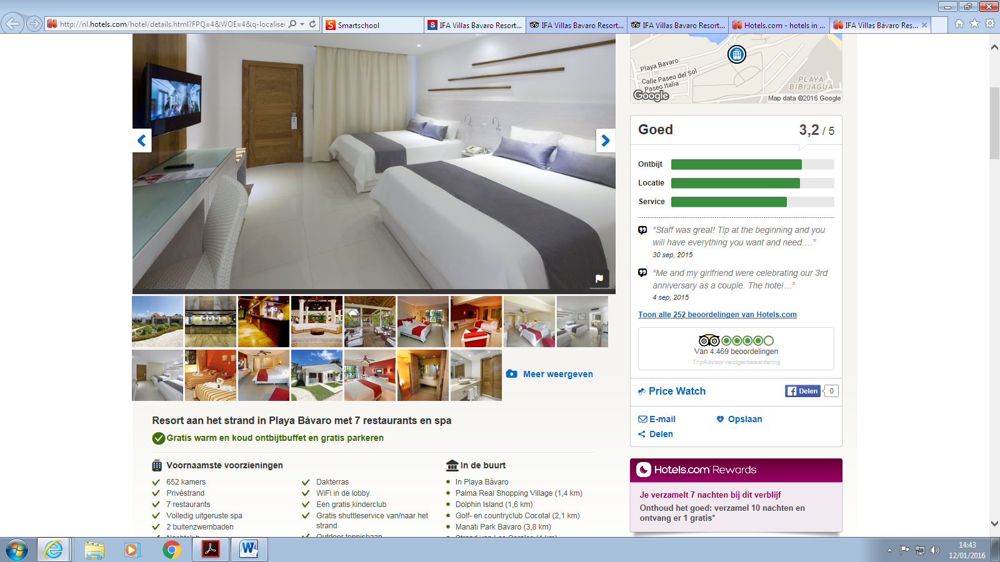 http://nl.hotels.com/hotel/details.html?FPQ=4&WOE=4&q-localised
Smartschool
IFA Villas Bavaro Resort...
IFA Villas Bavaro Resort...
IFA Villas Bavaro Resort...
Hotels.com - hotels in ...
IFA Villas Bávaro Res...
Playa Bavaro
Calle Paseo del Sol
Paseo Italia
PLAYA
BIBIJAGUA
Google
Map data ©2016 Google
Goed 3,2 / 5
Ontbijt
Locatie
Service
“Staff was great! Tip at the beginning and you
will have everything you want and need.…”
30 sep, 2015
“Me and my girlfriend were celebrating our 3rd
anniversary as a couple. The hotel…”
4 sep, 2015
Toon alle 252 beoordelingen van Hotels.com
Van 4.469 beoordelingen
TripAdvisor-reizigerswaardering
Price Watch
Delen 0
E-mail
Opslaan
Delen
Hotels.com Rewards
Je verzamelt 7 nachten bij dit verblijf
Onthoud het goed: verzamel 10 nachten en
ontvang er 1 gratis*
Meer weergeven
Resort aan het strand in Playa Bávaro met 7 restaurants en spa
Gratis warm en koud ontbijtbuffet en gratis parkeren
Voornaamste voorzieningen
652 kamers
Privéstrand
7 restaurants
Volledig uitgeruste spa
2 buitenzwembaden
Nachtclub
Dakterras
WiFi in de lobby
Een gratis kinderclub
Gratis shuttleservice van/naar het
strand
Outdoor tennisbaan
In de buurt
In Playa Bávaro
Palma Real Shopping Village (1,4 km)
Dolphin Island (1,6 km)
Golf- en countryclub Cocotal (2,1 km)
Manati Park Bavaro (3,8 km)
Strand van Los Corales (4 km)
14:43
12/01/2016